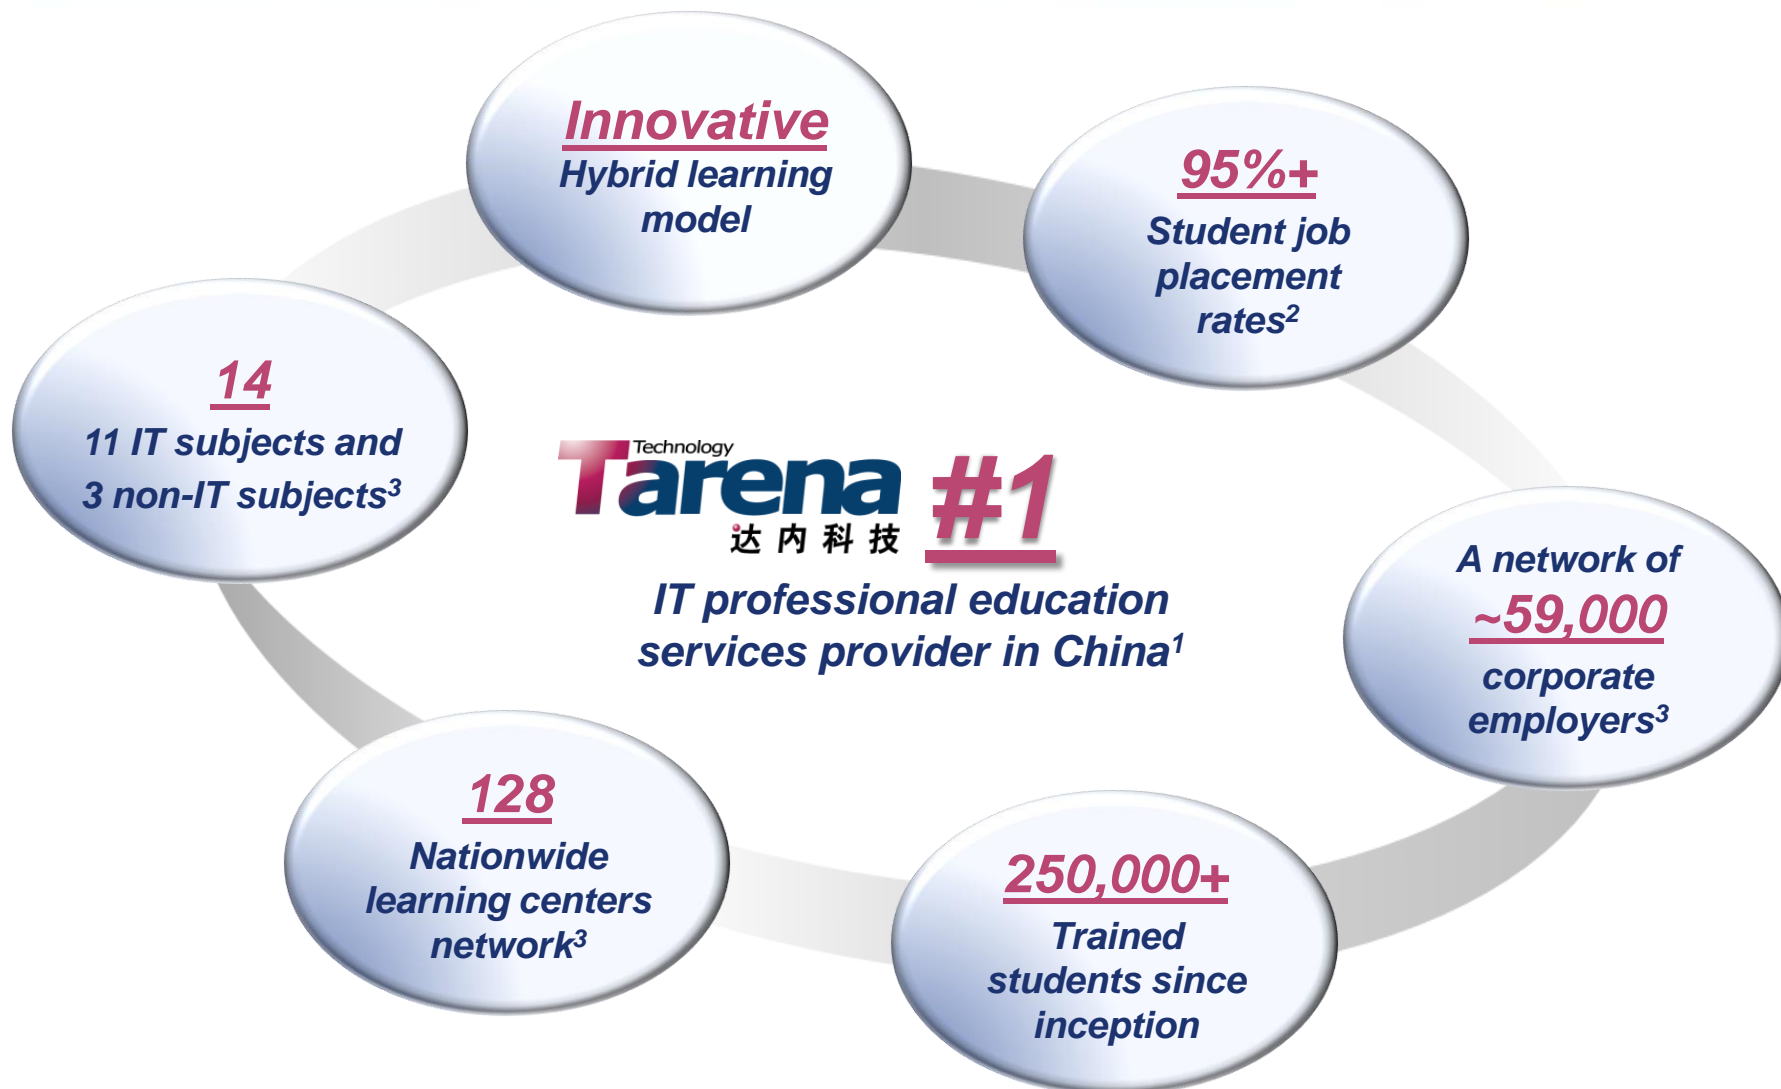 Innovative
Hybrid learning
model
95%+
Student job
placement
rates²
14
11 IT subjects and
3 non-IT subjects³
Technology
Tarena
达内科技
#1
IT professional education
services provider in China¹
A network of
~59,000
corporate
employers³
128
Nationwide
learning centers
network³
250,000+
Trained
students since
inception